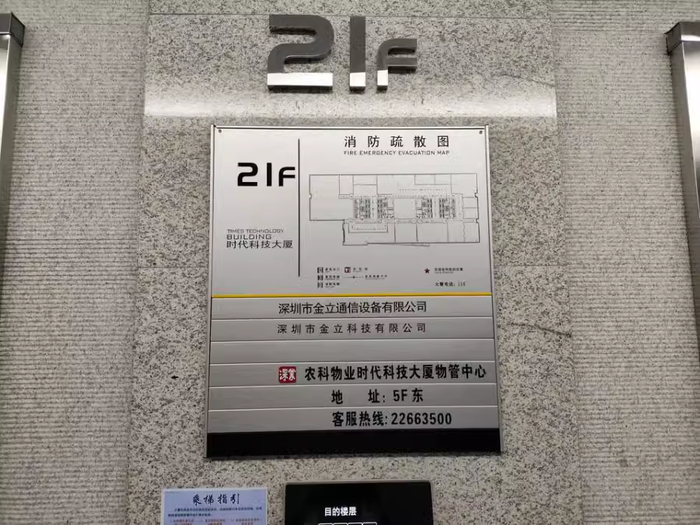 21F
消防疏散图
FIRE EMERGENCY EVACUATION MAP
21F
TIMES TECHNOLOGY
BUILDING
时代科技大厦
深圳市金立通信设备有限公司
深圳市金立科技有限公司
深业 农科物业时代科技大厦物管中心
地 址: 5F东
客服热线: 22663500
乘梯指引
目的楼层